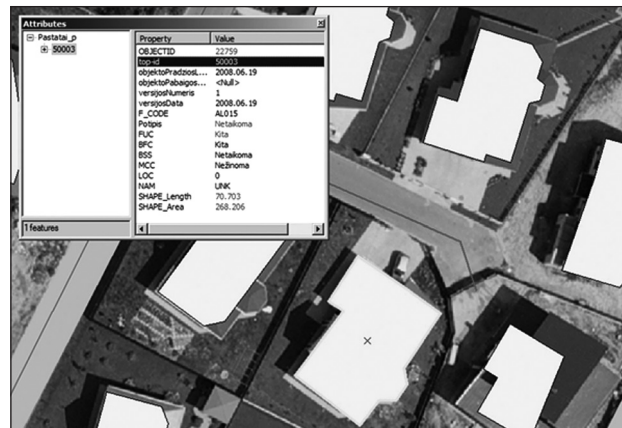 Attributes
Pastatai_p
50003
Property Value
OBJECTID 22759
top-id 50003
objektoPradziosL... 2008.06.19
objektoPabaigos... <Null>
versijosNumeris 1
versijosData 2008.06.19
F_CODE AL015
Potipis Netaikoma
FUC Kita
BFC Kita
BSS Netaikoma
MCC Nežinoma
LOC 0
NAM UNK
SHAPE_Length 70.703
SHAPE_Area 268.206
1 features